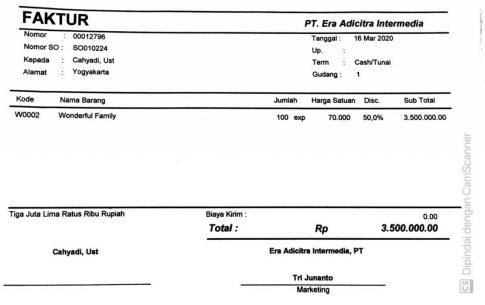 FAKTUR
PT. Era Adicitra Intermedia
Nomor : 00012796
Tanggal : 16 Mar 2020
Nomor SO : SO010224
Up. :
Kepada : Cahyadi, Ust
Term : Cash/Tunai
Alamat : Yogyakarta
Gudang : 1
Kode Nama Barang Jumlah Harga Satuan Disc. Sub Total
W0002 Wonderful Family 100 exp 70.000 50,0% 3.500.000.00
Tiga Juta Lima Ratus Ribu Rupiah
Biaya Kirim : 0.00
Total : Rp 3.500.000.00
Cahyadi, Ust
Era Adicitra Intermedia, PT
Tri Junanto
Marketing
CS Dipindai dengan CamScanner